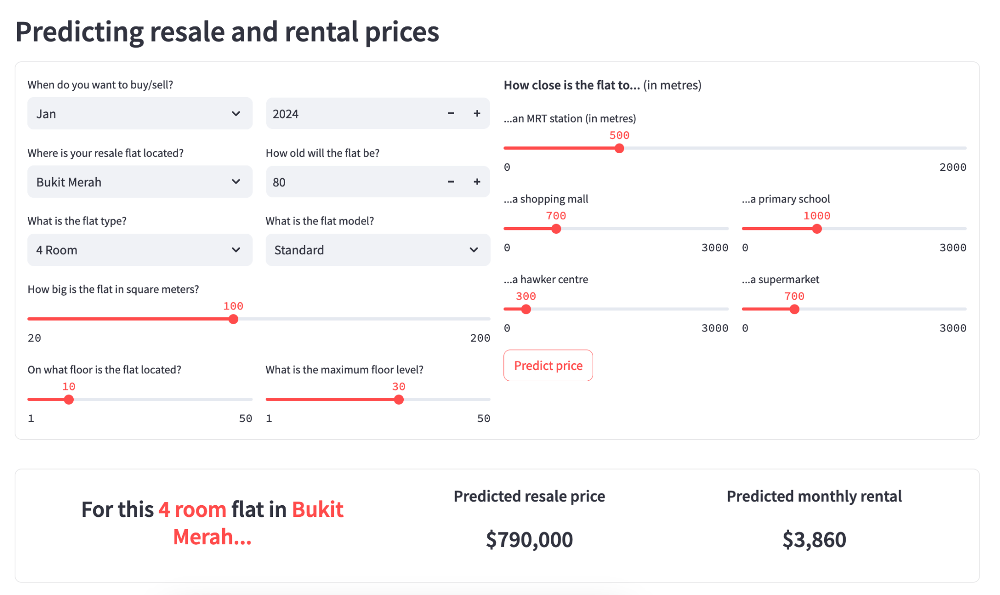 Predicting resale and rental prices
When do you want to buy/sell?
Jan
2024
Where is your resale flat located?
How old will the flat be?
Bukit Merah
80
What is the flat type?
What is the flat model?
4 Room
Standard
How big is the flat in square meters?
100
20 200
On what floor is the flat located?
10
1 50
What is the maximum floor level?
30
1 50
How close is the flat to... (in metres)
...an MRT station (in metres)
500
0 2000
...a shopping mall
700
0 3000
...a primary school
1000
0 3000
...a hawker centre
300
0 3000
...a supermarket
700
0 3000
Predict price
For this 4 room flat in Bukit
Merah...
Predicted resale price
$790,000
Predicted monthly rental
$3,860